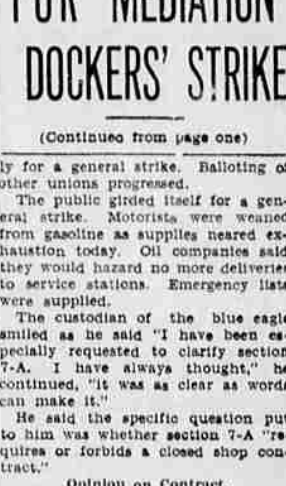 FOR MEDIATION
DOCKERS' STRIKE
(Continued from page one)
ly for a general strike. Balloting of
other unions progressed.
The public girded itself for a gen-
eral strike. Motorists were weaned
from gasoline as supplies neared ex-
haustion today. Oil companies said
they would hazard no more deliveries
to service stations. Emergency lists
were supplied.
The custodian of the blue eagle
smiled as he said "I have been es-
pecially requested to clarify section
7-A. I have always thought," he
continued, "it was as clear as words
can make it."
He said the specific question put
to him was whether section 7-A "re-
quires or forbids a closed shop con-
tract."
Opinion on Contract